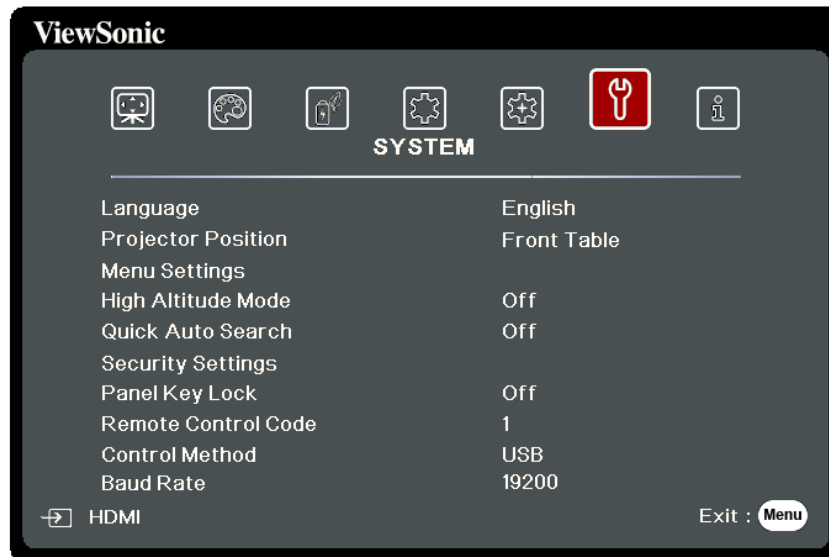 ViewSonic
SYSTEM
Language English
Projector Position Front Table
Menu Settings
High Altitude Mode Off
Quick Auto Search Off
Security Settings
Panel Key Lock Off
Remote Control Code 1
Control Method USB
Baud Rate 19200
HDMI Exit : Menu